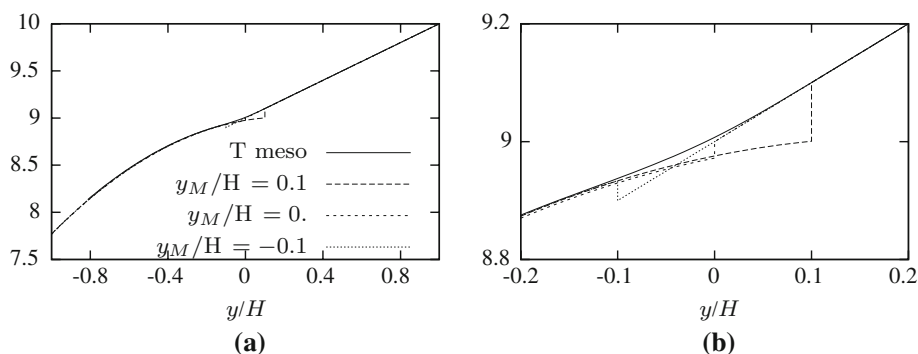 10
9.5
9
8.5
8
7.5
-0.8
-0.4
0
0.4
0.8
y/H
T meso
y_M/H = 0.1
y_M/H = 0.
y_M/H = −0.1
(a)
9.2
9
8.8
-0.2
-0.1
0
0.1
0.2
y/H
(b)